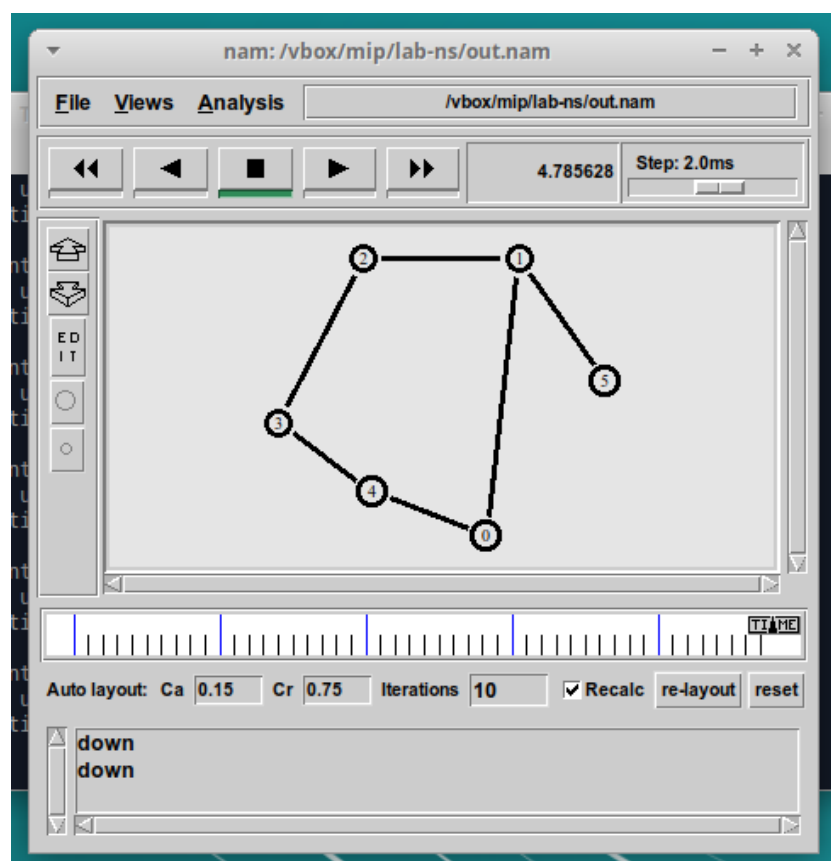 nam: /vbox/mip/lab-ns/out.nam
File Views Analysis /vbox/mip/lab-ns/out.nam
4.785628 Step: 2.0ms
2 1
ED
IT
5
3
4
0
TIME
Auto layout: Ca 0.15 Cr 0.75 Iterations 10 Recalc re-layout reset
down
down